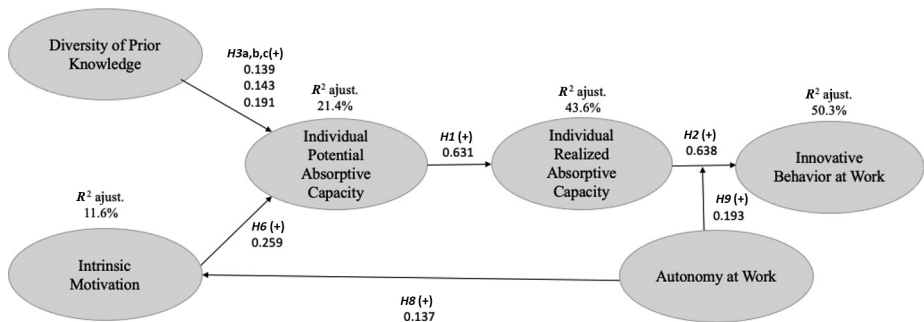 Diversity of Prior
Knowledge
H3a,b,c(+)
0.139
0.143
0.191
R² ajust.
21.4%
Individual
Potential
Absorptive
Capacity
H1 (+)
0.631
R² ajust.
43.6%
Individual
Realized
Absorptive
Capacity
H2 (+)
0.638
R² ajust.
50.3%
Innovative
Behavior at Work
H9 (+)
0.193
R² ajust.
11.6%
Intrinsic
Motivation
H6 (+)
0.259
Autonomy at Work
H8 (+)
0.137